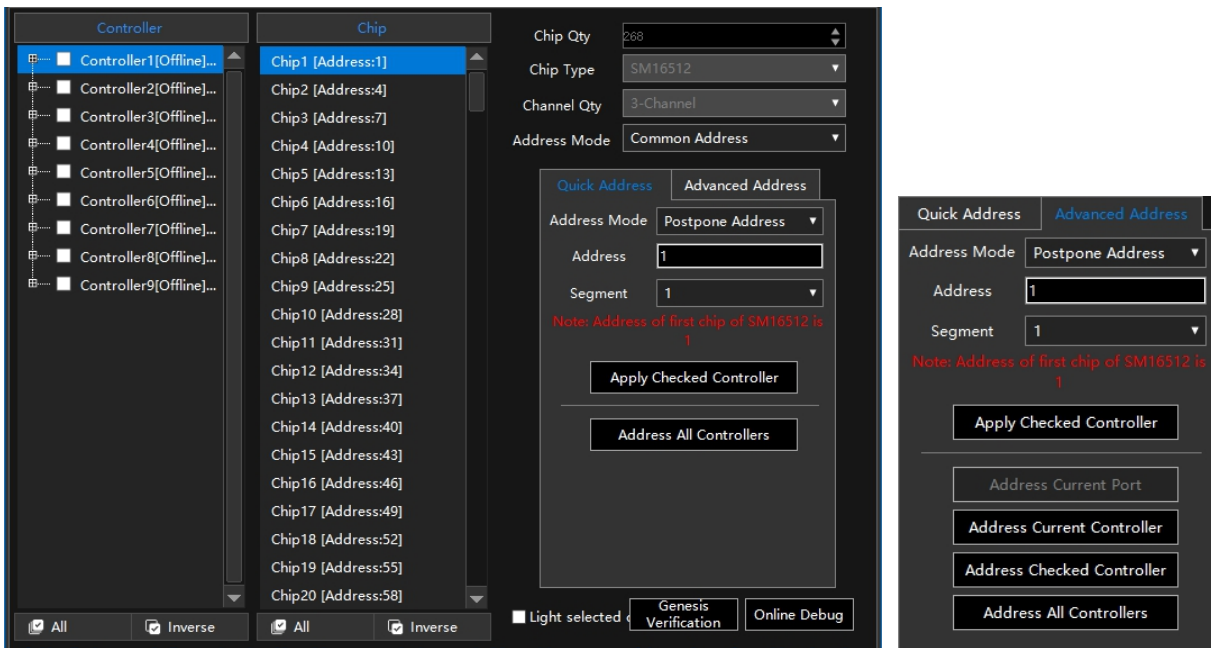 Controller
Controller1[Offline]...
Controller2[Offline]...
Controller3[Offline]...
Controller4[Offline]...
Controller5[Offline]...
Controller6[Offline]...
Controller7[Offline]...
Controller8[Offline]...
Controller9[Offline]...
All
Inverse
Chip
Chip1 [Address:1]
Chip2 [Address:4]
Chip3 [Address:7]
Chip4 [Address:10]
Chip5 [Address:13]
Chip6 [Address:16]
Chip7 [Address:19]
Chip8 [Address:22]
Chip9 [Address:25]
Chip10 [Address:28]
Chip11 [Address:31]
Chip12 [Address:34]
Chip13 [Address:37]
Chip14 [Address:40]
Chip15 [Address:43]
Chip16 [Address:46]
Chip17 [Address:49]
Chip18 [Address:52]
Chip19 [Address:55]
Chip20 [Address:58]
All
Inverse
Chip Qty 268
Chip Type SM16512
Channel Qty 3-Channel
Address Mode Common Address
Quick Address Advanced Address
Address Mode Postpone Address
Address 1
Segment 1
Note: Address of first chip of SM16512 is
1
Apply Checked Controller
Address All Controllers
Light selected
Genesis
Verification
Online Debug
Quick Address Advanced Address
Address Mode Postpone Address
Address 1
Segment 1
Note: Address of first chip of SM16512 is
1
Apply Checked Controller
Address Current Port
Address Current Controller
Address Checked Controller
Address All Controllers